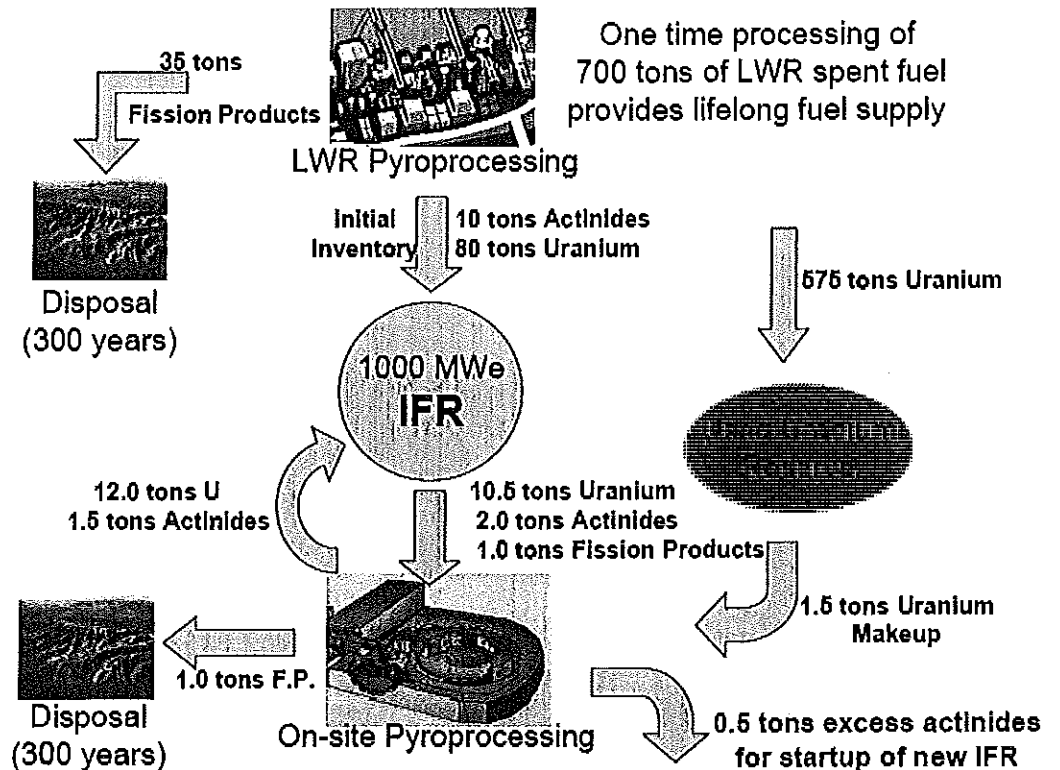 35 tons
Fission Products
One time processing of
700 tons of LWR spent fuel
provides lifelong fuel supply
LWR Pyroprocessing
Disposal
(300 years)
Initial
Inventory
10 tons Actinides
80 tons Uranium
575 tons Uranium
1000 MWe
IFR
12.0 tons U
1.5 tons Actinides
10.5 tons Uranium
2.0 tons Actinides
1.0 tons Fission Products
1.5 tons Uranium
Makeup
1.0 tons F.P.
Disposal
(300 years)
On-site Pyroprocessing
0.5 tons excess actinides
for startup of new IFR